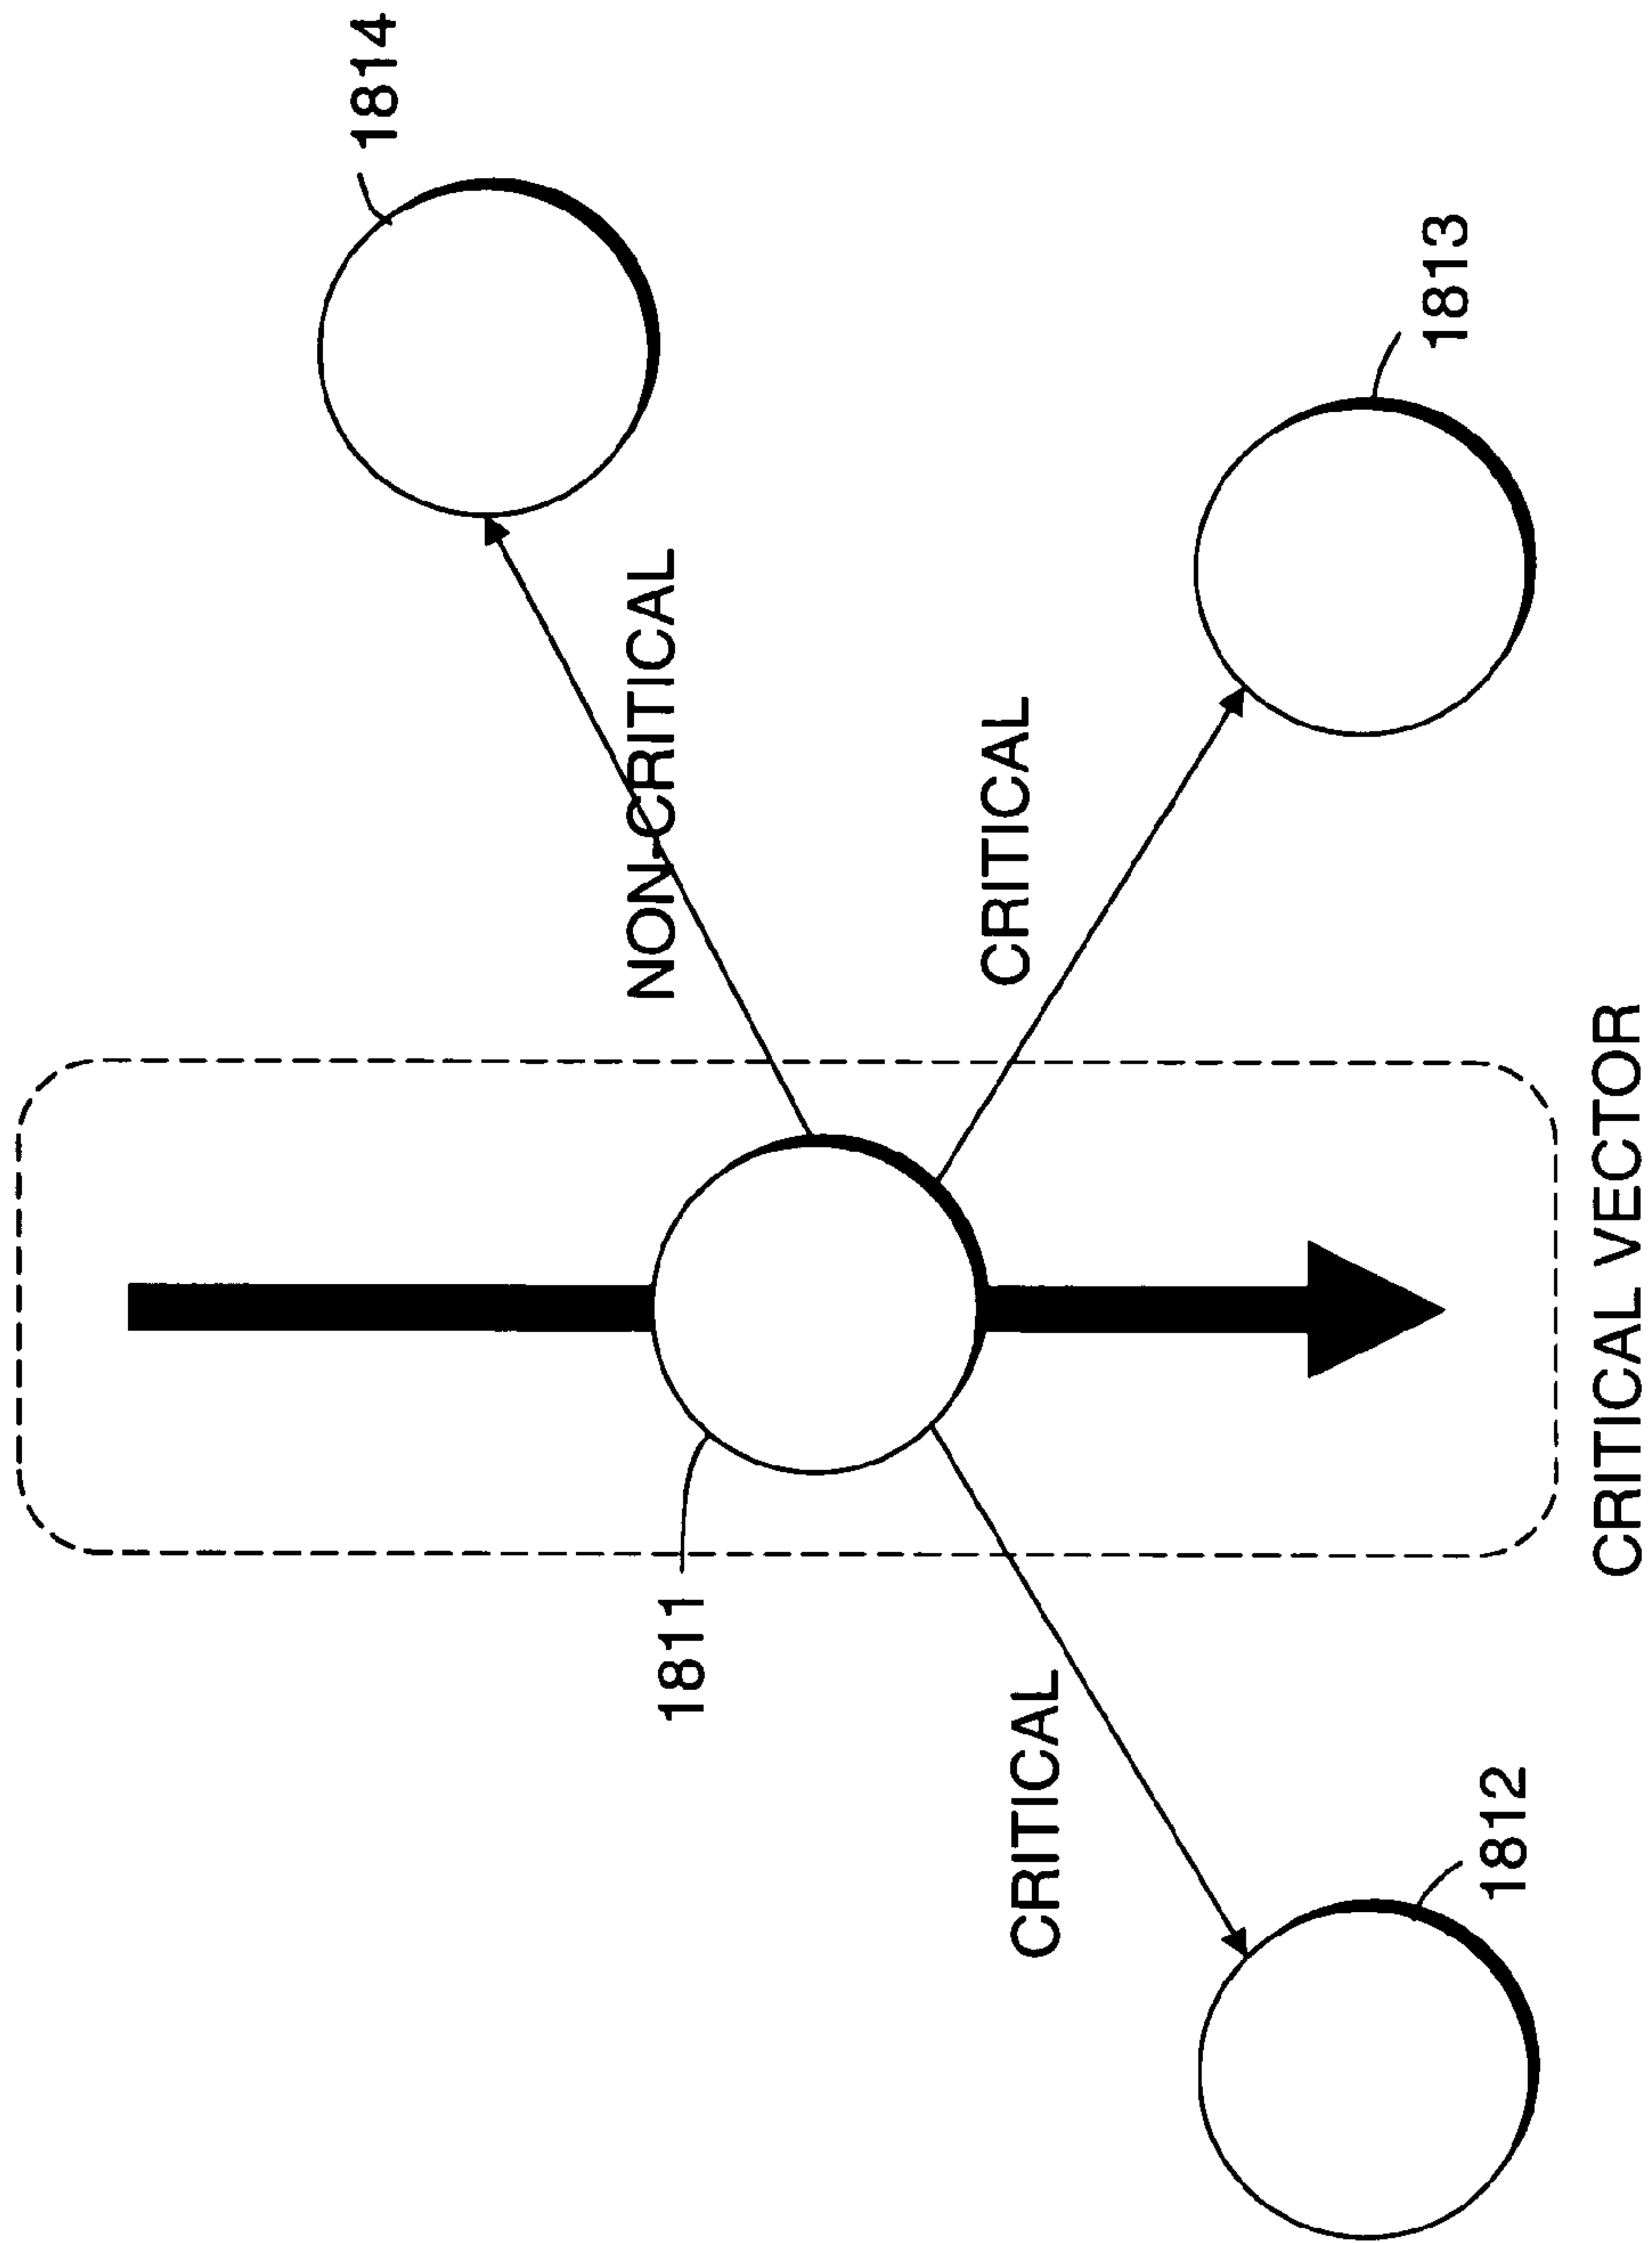 1814
NON-CRITICAL
1813
CRITICAL
1811
CRITICAL
1812
CRITICAL VECTOR